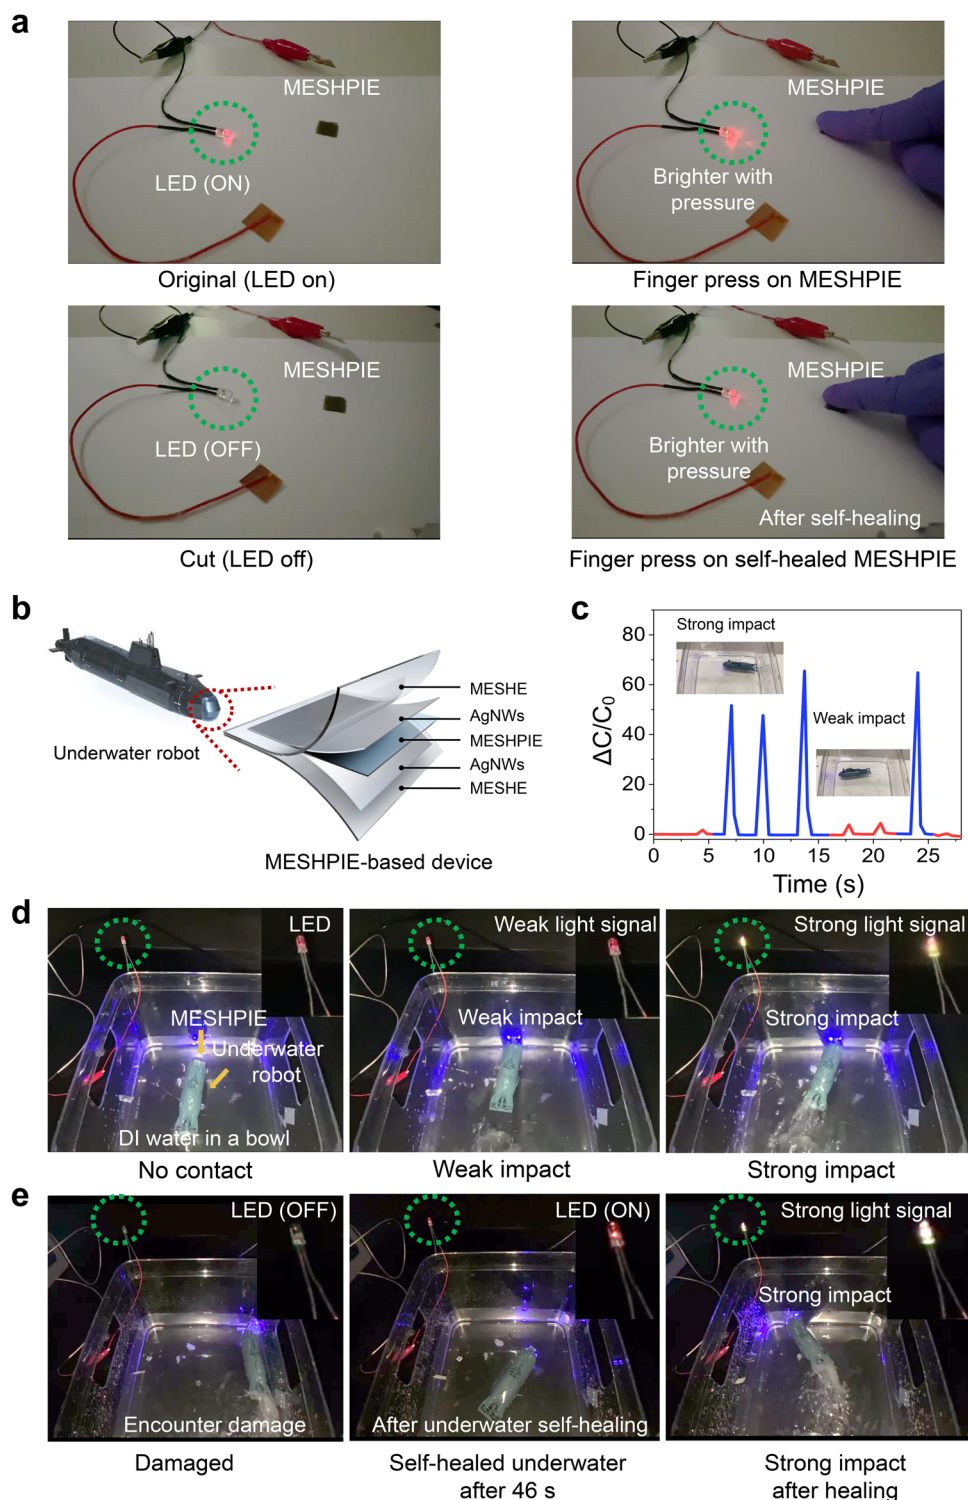 a
MESHPIE
LED (ON)
Original (LED on)
MESHPIE
Brighter with
pressure
Finger press on MESHPIE
MESHPIE
LED (OFF)
Cut (LED off)
MESHPIE
Brighter with
pressure
After self-healing
Finger press on self-healed MESHPIE
b
Underwater robot
MESHE
AgNWs
MESHPIE
AgNWs
MESHE
MESHPIE-based device
c
Strong impact
Weak impact
ΔC/C₀
80
60
40
20
0
0 5 10 15 20 25
Time (s)
d
LED
MESHPIE
Underwater
robot
DI water in a bowl
No contact
Weak light signal
Weak impact
Weak impact
Strong light signal
Strong impact
Strong impact
e
LED (OFF)
Encounter damage
Damaged
LED (ON)
After underwater self-healing
Self-healed underwater
after 46 s
Strong light signal
Strong impact
Strong impact
after healing